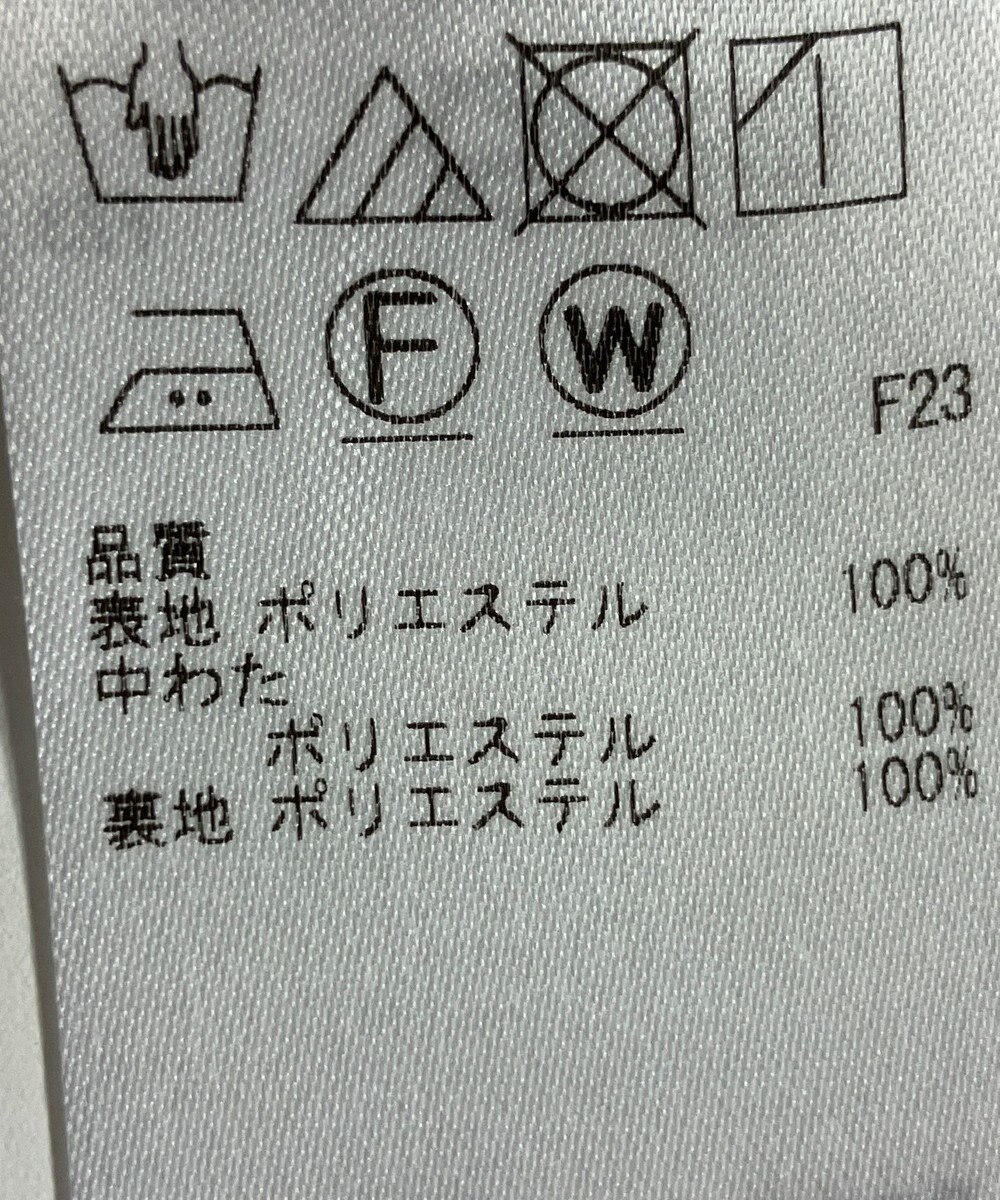 F W
F23
品質
表地 ポリエステル 100%
中わた
ポリエステル 100%
裏地 ポリエステル 100%